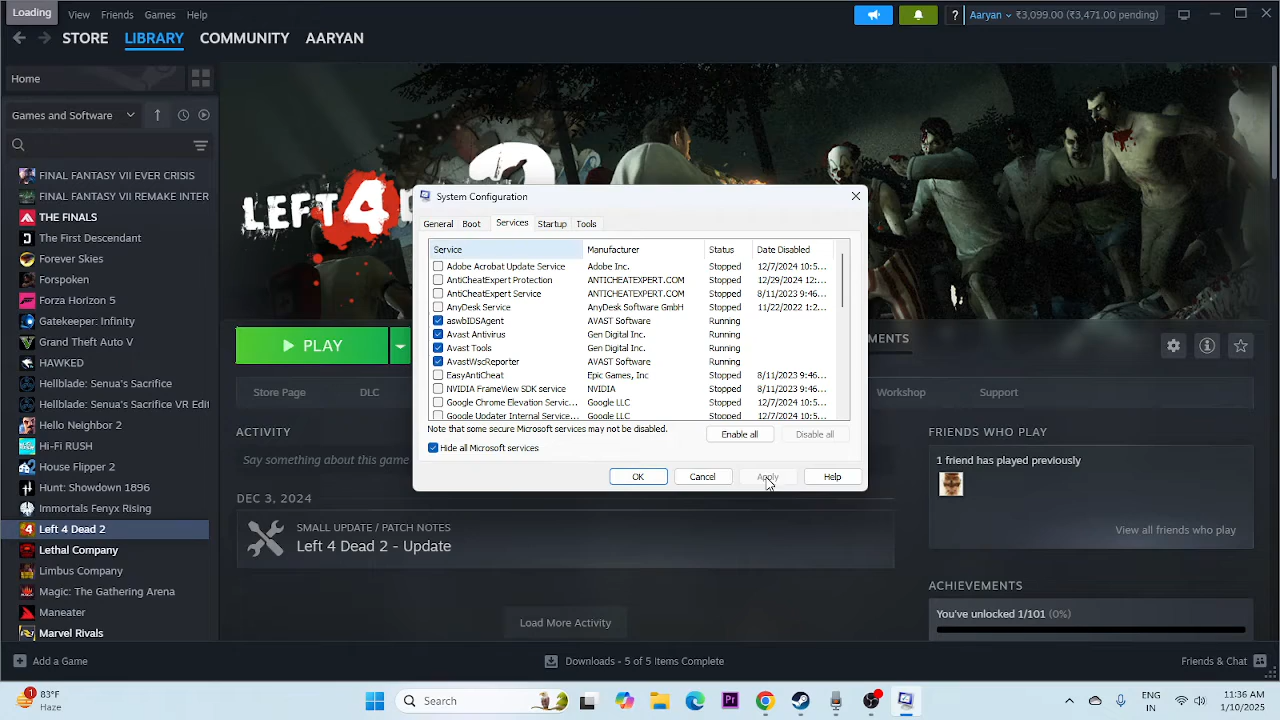 Loading
View
Friends
Games
Help
?
Aaryan
₹3,099.00 (₹3,471.00 pending)
STORE
LIBRARY
COMMUNITY
AARYAN
Home
Games and Software
FINAL FANTASY VII EVER CRISIS
FINAL FANTASY VII REMAKE INTER
THE FINALS
The First Descendant
Forever Skies
Forspoken
Forza Horizon 5
Gatekeeper: Infinity
Grand Theft Auto V
HAWKED
Hellblade: Senua's Sacrifice
Hellblade: Senua's Sacrifice VR Edit
Hello Neighbor 2
Hi-Fi RUSH
House Flipper 2
Hunt: Showdown 1896
Immortals Fenyx Rising
Left 4 Dead 2
Lethal Company
Limbus Company
Magic: The Gathering Arena
Maneater
Marvel Rivals
LEFT 4
System Configuration
General Boot Services Startup Tools
Service Manufacturer Status Date Disabled
Adobe Acrobat Update Service Adobe Inc. Stopped 12/7/2024 10:5...
AntiCheatExpert Protection ANTICHEATEXPERT.COM Stopped 12/29/2024 12:...
AntiCheatExpert Service ANTICHEATEXPERT.COM Stopped 8/11/2023 9:46...
AnyDesk Service AnyDesk Software GmbH Stopped 11/22/2022 1:2...
aswbIDSAgent AVAST Software Running
Avast Antivirus Gen Digital Inc. Running
Avast Tools Gen Digital Inc. Running
AvastWscReporter AVAST Software Running
EasyAntiCheat Epic Games, Inc Stopped 8/11/2023 9:46...
NVIDIA FrameView SDK service NVIDIA Stopped 8/11/2023 9:46...
Google Chrome Elevation Servic... Google LLC Stopped 12/7/2024 10:5...
Google Updater Internal Service... Google LLC Stopped 12/7/2024 10:5...
Note that some secure Microsoft services may not be disabled.
Enable all
Disable all
Hide all Microsoft services
OK
Cancel
Apply
Help
PLAY
EMENTS
Store Page
DLC
Workshop
Support
ACTIVITY
Say something about this game
DEC 3, 2024
SMALL UPDATE / PATCH NOTES
Left 4 Dead 2 - Update
Load More Activity
FRIENDS WHO PLAY
1 friend has played previously
View all friends who play
ACHIEVEMENTS
You've unlocked 1/101 (0%)
Add a Game
Downloads - 5 of 5 Items Complete
Friends & Chat
1
83°F
Haze
Search
Pr
ENG
IN
11:36 AM
1/10/2025